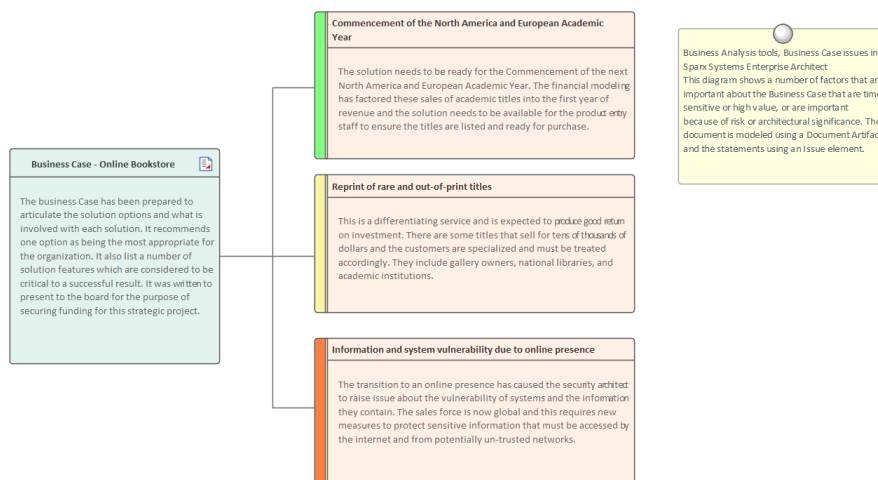 Business Case - Online Bookstore
The business Case has been prepared to
articulate the solution options and what is
involved with each solution. It recommends
one option as being the most appropriate for
the organization. It also list a number of
solution features which are considered to be
critical to a successful result. It was written to
present to the board for the purpose of
securing funding for this strategic project.
Commencement of the North America and European Academic
Year
The solution needs to be ready for the Commencement of the next
North America and European Academic Year. The financial modeling
has factored these sales of academic titles into the first year of
revenue and the solution needs to be available for the product entry
staff to ensure the titles are listed and ready for purchase.
Reprint of rare and out-of-print titles
This is a differentiating service and is expected to produce good return
on investment. There are some titles that sell for tens of thousands of
dollars and the customers are specialized and must be treated
accordingly. They include gallery owners, national libraries, and
academic institutions.
Information and system vulnerability due to online presence
The transition to an online presence has caused the security architect
to raise issue about the vulnerability of systems and the information
they contain. The sales force is now global and this requires new
measures to protect sensitive information that must be accessed by
the internet and from potentially un-trusted networks.
Business Analysis tools, Business Case issues in
Sparx Systems Enterprise Architect
This diagram shows a number of factors that
important about the Business Case that are
sensitive or high value, or are important
because of risk or architectural significance.
document is modeled using a Document
and the statements using an Issue element.